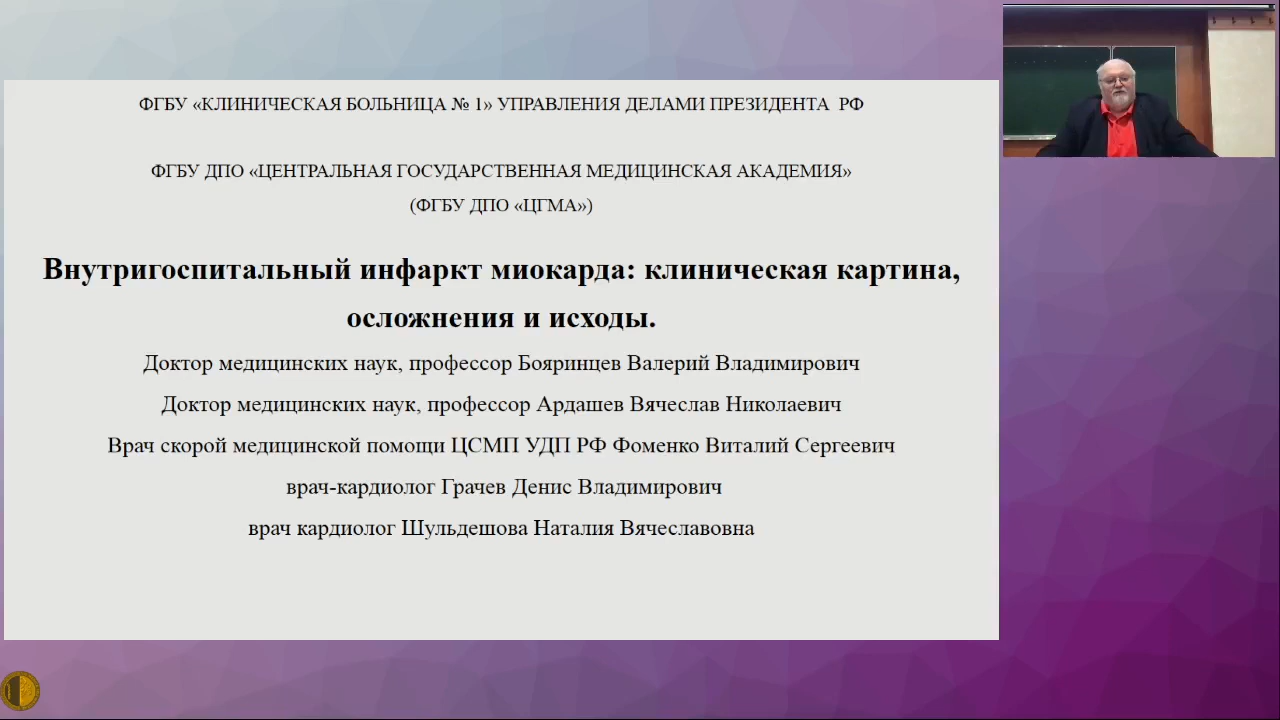 ФГБУ «КЛИНИЧЕСКАЯ БОЛЬНИЦА № 1» УПРАВЛЕНИЯ ДЕЛАМИ ПРЕЗИДЕНТА РФ
ФГБУ ДПО «ЦЕНТРАЛЬНАЯ ГОСУДАРСТВЕННАЯ МЕДИЦИНСКАЯ АКАДЕМИЯ»
(ФГБУ ДПО «ЦГМА»)
Внутригоспитальный инфаркт миокарда: клиническая картина,
осложнения и исходы.
Доктор медицинских наук, профессор Бояринцев Валерий Владимирович
Доктор медицинских наук, профессор Ардашев Вячеслав Николаевич
Врач скорой медицинской помощи ЦСМП УДП РФ Фоменко Виталий Сергеевич
врач-кардиолог Грачев Денис Владимирович
врач кардиолог Шульдешова Наталия Вячеславовна